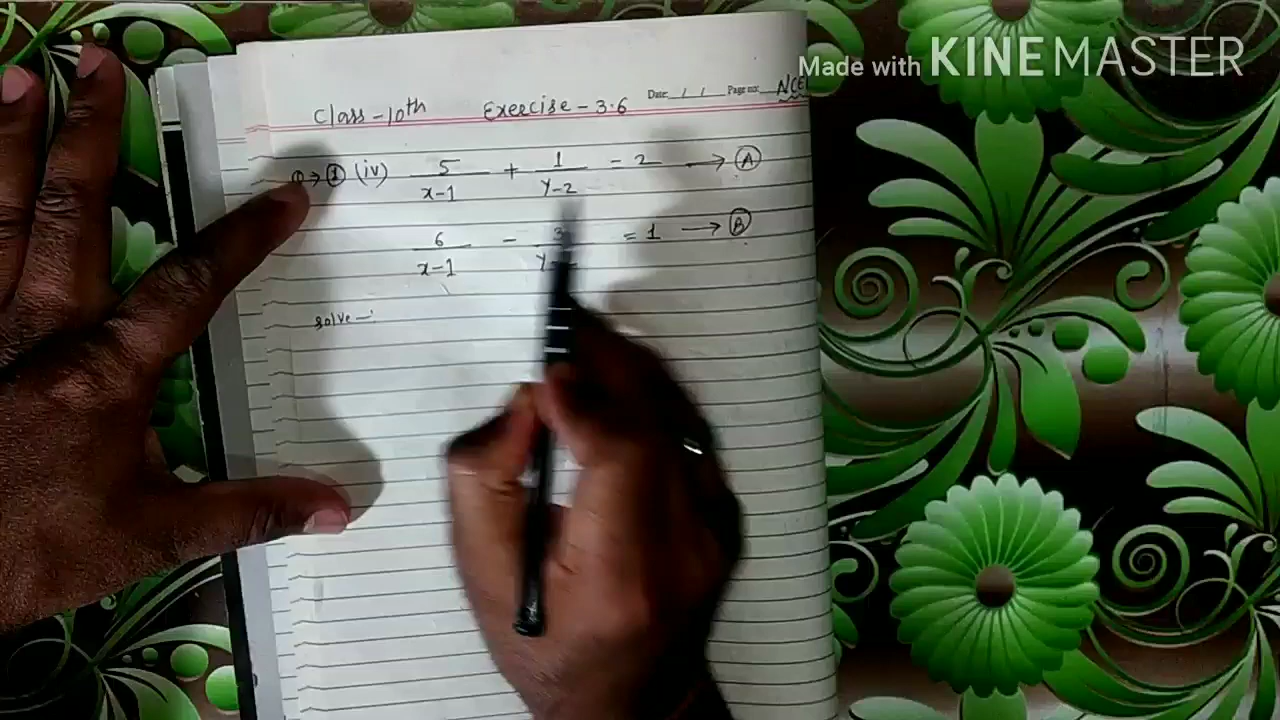 Made with KINEMASTER
Date: / / Page no:
Class-10th Exercise-3.6
①→① (iv) 5/x-1 + 1/y-2 = 2 → Ⓐ
6/x-1 - 3/y = 1 → Ⓑ
solve-: